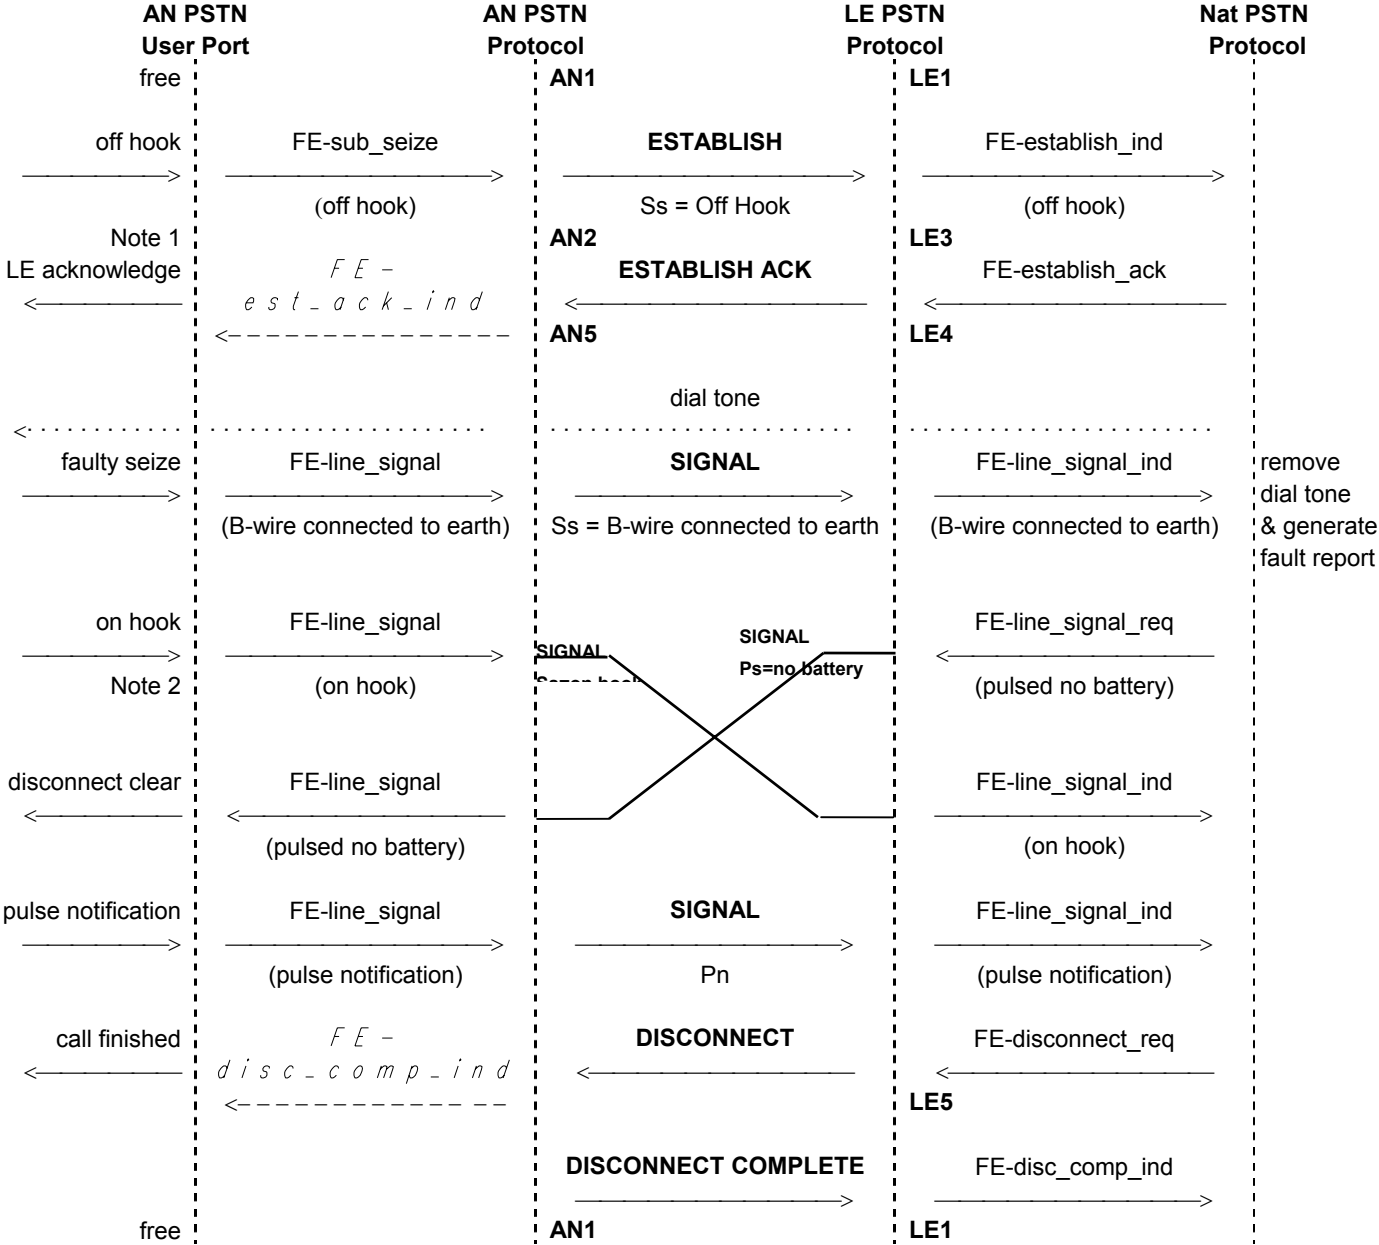 AN PSTN AN PSTN LE PSTN Nat PSTN
User Port Protocol Protocol Protocol
free AN1 LE1
off hook FE-sub_seize ESTABLISH FE-establish_ind
(off hook) Ss = Off Hook (off hook)
Note 1 AN2 LE3
LE acknowledge FE- ESTABLISH ACK FE-establish_ack
est_ack_ind
AN5 LE4
dial tone
faulty seize FE-line_signal SIGNAL FE-line_signal_ind remove
dial tone
(B-wire connected to earth) Ss = B-wire connected to earth (B-wire connected to earth) & generate
fault report
on hook FE-line_signal SIGNAL SIGNAL FE-line_signal_req
Note 2 (on hook) Ps=no battery (pulsed no battery)
disconnect clear FE-line_signal FE-line_signal_ind
(pulsed no battery) (on hook)
pulse notification FE-line_signal SIGNAL FE-line_signal_ind
(pulse notification) Pn (pulse notification)
call finished FE- DISCONNECT FE-disconnect_req
disc_comp_ind
LE5
DISCONNECT COMPLETE FE-disc_comp_ind
free AN1 LE1